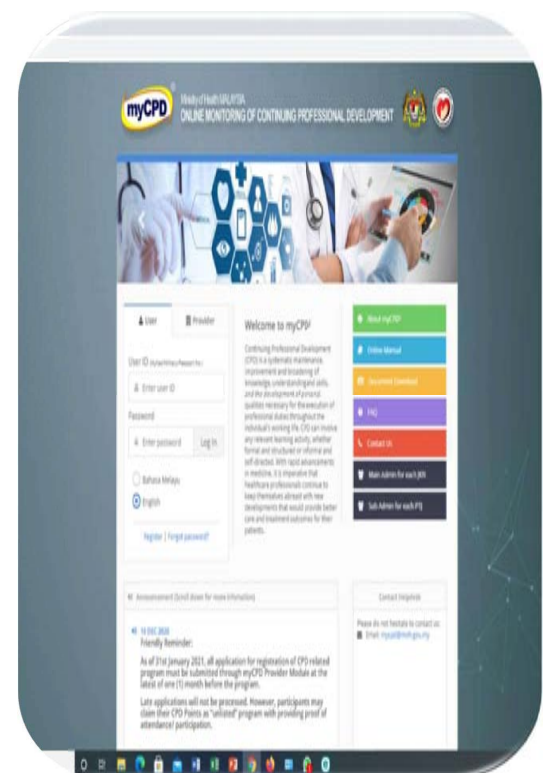 myCPD
Ministry of Health MALAYSIA
ONLINE MONITORING OF CONTINUING PROFESSIONAL DEVELOPMENT
User
Provider
User ID
Enter user ID
Password
Enter password
Log In
Bahasa Melayu
English
Register | Forgot password?
Welcome to myCPD²
Continuing Professional Development
(CPD) is a systematic maintenance,
improvement and broadening of
knowledge, understanding and skills,
and the development of personal
qualities necessary for the execution of
professional duties throughout the
individual's working life. CPD can involve
any relevant learning activity, whether
formal and structured or informal and
self-directed. With rapid advancements
in medicine, it is imperative that
healthcare professionals continue to
keep themselves abreast with new
developments that would provide better
care and treatment outcomes for their
patients.
About myCPD²
Online Manual
Document Download
FAQ
Contact Us
Main Admin for each JKN
Sub Admin for each PTJ
Announcement (Scroll down for more
10 DEC 2020
Friendly Reminder:
As of 31st January 2021, all application for registration of CPD related
program must be submitted through myCPD Provider Module at the
latest of one (1) month before the program.
Late applications will not be processed. However, participants may
claim their CPD Points as "unlisted" program with providing proof of
attendance/ participation.
Contact Helpdesk
Please do not hesitate to contact us:
Email: